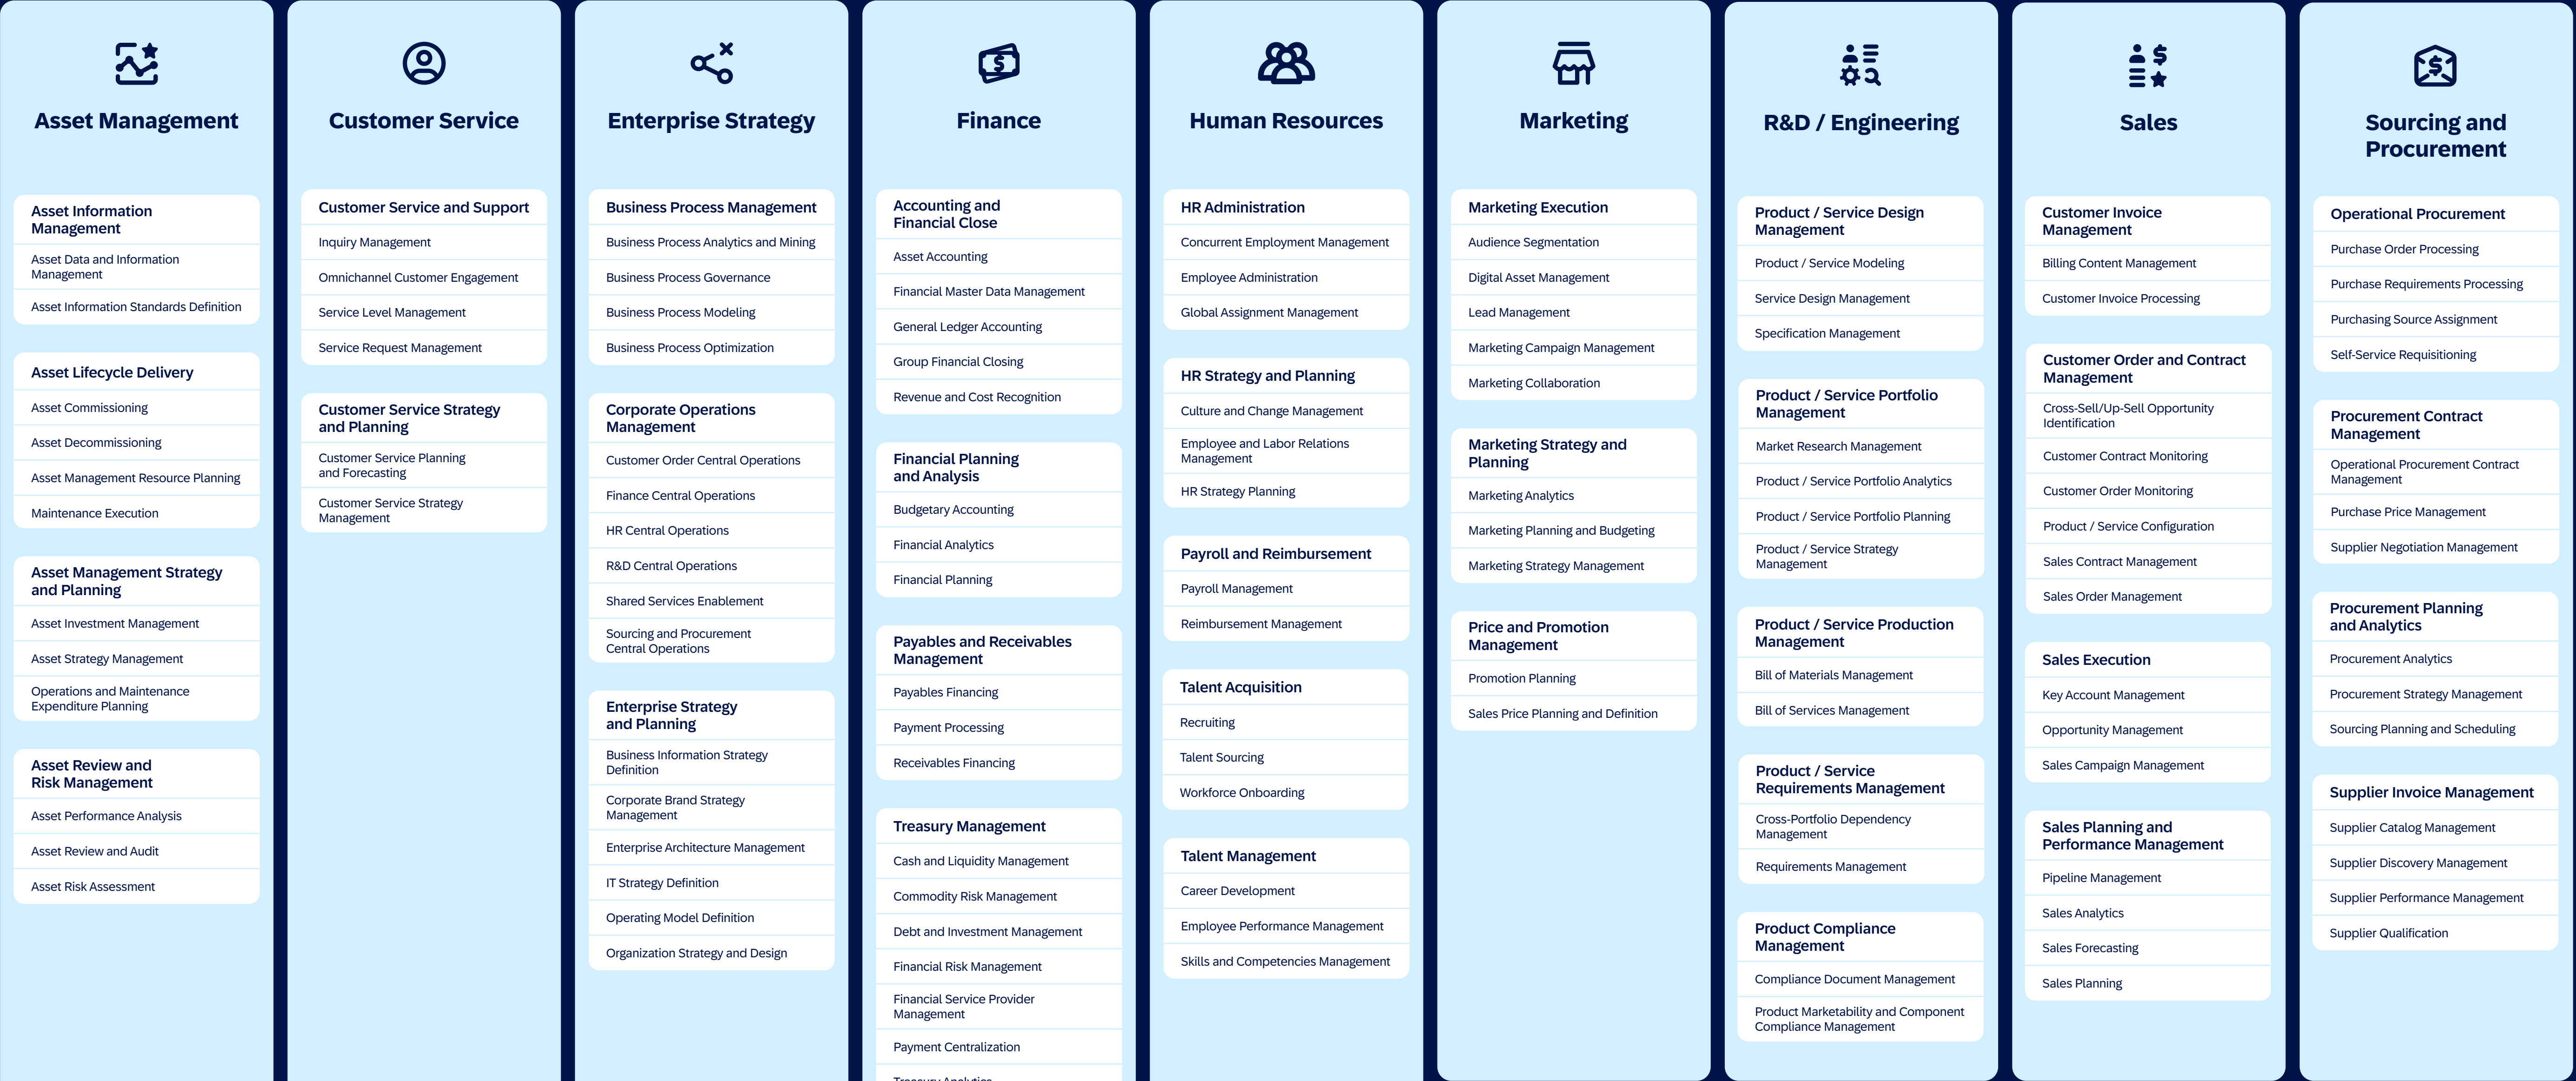 Asset Management
Asset Information
Management
Asset Data and Information
Management
Asset Information Standards Definition
Asset Lifecycle Delivery
Asset Commissioning
Asset Decommissioning
Asset Management Resource Planning
Maintenance Execution
Asset Management Strategy
and Planning
Asset Investment Management
Asset Strategy Management
Operations and Maintenance
Expenditure Planning
Asset Review and
Risk Management
Asset Performance Analysis
Asset Review and Audit
Asset Risk Assessment
Customer Service
Customer Service and Support
Inquiry Management
Omnichannel Customer Engagement
Service Level Management
Service Request Management
Customer Service Strategy
and Planning
Customer Service Planning
and Forecasting
Customer Service Strategy
Management
Enterprise Strategy
Business Process Management
Business Process Analytics and Mining
Business Process Governance
Business Process Modeling
Business Process Optimization
Corporate Operations
Management
Customer Order Central Operations
Finance Central Operations
HR Central Operations
R&D Central Operations
Shared Services Enablement
Sourcing and Procurement
Central Operations
Enterprise Strategy
and Planning
Business Information Strategy
Definition
Corporate Brand Strategy
Management
Enterprise Architecture Management
IT Strategy Definition
Operating Model Definition
Organization Strategy and Design
Finance
Accounting and
Financial Close
Asset Accounting
Financial Master Data Management
General Ledger Accounting
Group Financial Closing
Revenue and Cost Recognition
Financial Planning
and Analysis
Budgetary Accounting
Financial Analytics
Financial Planning
Payables and Receivables
Management
Payables Financing
Payment Processing
Receivables Financing
Treasury Management
Cash and Liquidity Management
Commodity Risk Management
Debt and Investment Management
Financial Risk Management
Financial Service Provider
Management
Payment Centralization
Human Resources
HR Administration
Concurrent Employment Management
Employee Administration
Global Assignment Management
HR Strategy and Planning
Culture and Change Management
Employee and Labor Relations
Management
HR Strategy Planning
Payroll and Reimbursement
Payroll Management
Reimbursement Management
Talent Acquisition
Recruiting
Talent Sourcing
Workforce Onboarding
Talent Management
Career Development
Employee Performance Management
Skills and Competencies Management
Marketing
Marketing Execution
Audience Segmentation
Digital Asset Management
Lead Management
Marketing Campaign Management
Marketing Collaboration
Marketing Strategy and
Planning
Marketing Analytics
Marketing Planning and Budgeting
Marketing Strategy Management
Price and Promotion
Management
Promotion Planning
Sales Price Planning and Definition
R&D / Engineering
Product / Service Design
Management
Product / Service Modeling
Service Design Management
Specification Management
Product / Service Portfolio
Management
Market Research Management
Product / Service Portfolio Analytics
Product / Service Portfolio Planning
Product / Service Strategy
Management
Product / Service Production
Management
Bill of Materials Management
Bill of Services Management
Product / Service
Requirements Management
Cross-Portfolio Dependency
Management
Requirements Management
Product Compliance
Management
Compliance Document Management
Product Marketability and Component
Compliance Management
Sales
Customer Invoice
Management
Billing Content Management
Customer Invoice Processing
Customer Order and Contract
Management
Cross-Sell/Up-Sell Opportunity
Identification
Customer Contract Monitoring
Customer Order Monitoring
Product / Service Configuration
Sales Contract Management
Sales Order Management
Sales Execution
Key Account Management
Opportunity Management
Sales Campaign Management
Sales Planning and
Performance Management
Pipeline Management
Sales Analytics
Sales Forecasting
Sales Planning
Sourcing and
Procurement
Operational Procurement
Purchase Order Processing
Purchase Requirements Processing
Purchasing Source Assignment
Self-Service Requisitioning
Procurement Contract
Management
Operational Procurement Contract
Management
Purchase Price Management
Supplier Negotiation Management
Procurement Planning
and Analytics
Procurement Analytics
Procurement Strategy Management
Sourcing Planning and Scheduling
Supplier Invoice Management
Supplier Catalog Management
Supplier Discovery Management
Supplier Performance Management
Supplier Qualification